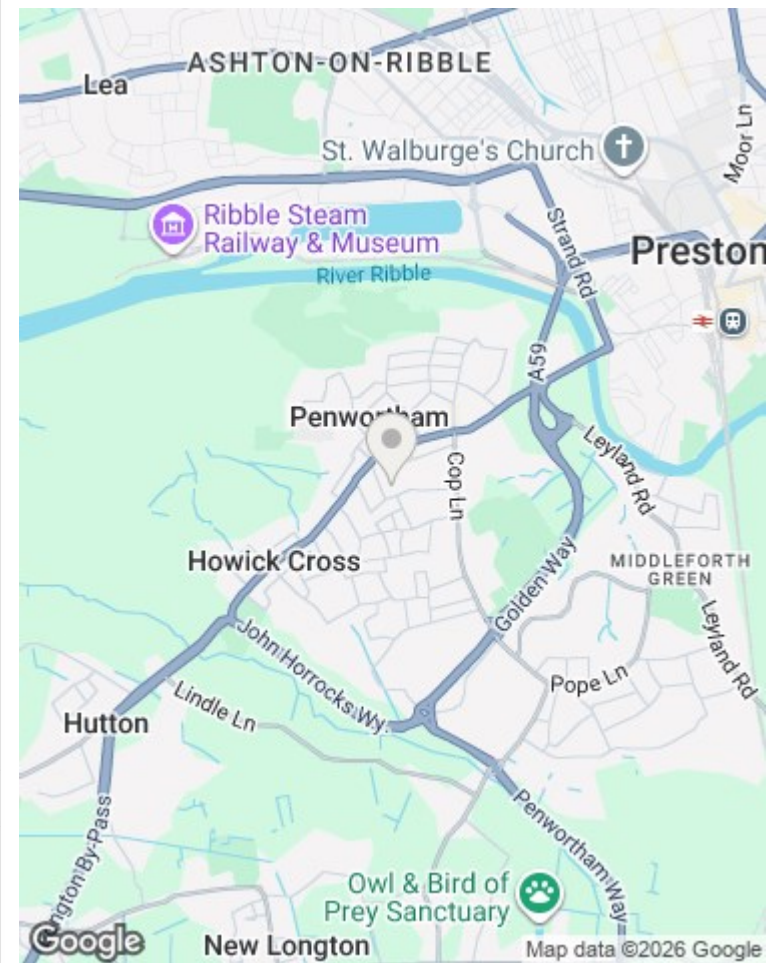 ASHTON-ON-RIBBLE
Lea
Moor Ln
St. Walburge's Church
Ribble Steam
Railway & Museum
Strand Rd
Preston
River Ribble
A59
Penwortham
Leyland Rd
Cop Ln
Howick Cross
MIDDLEFORTH
GREEN
Golden Way
Leyland Rd
John Horrocks Wy.
Pope Ln
Lindle Ln
Hutton
Penwortham Way
ngton By-Pass
Owl & Bird of
Prey Sanctuary
New Longton
Google
Map data ©2026 Google